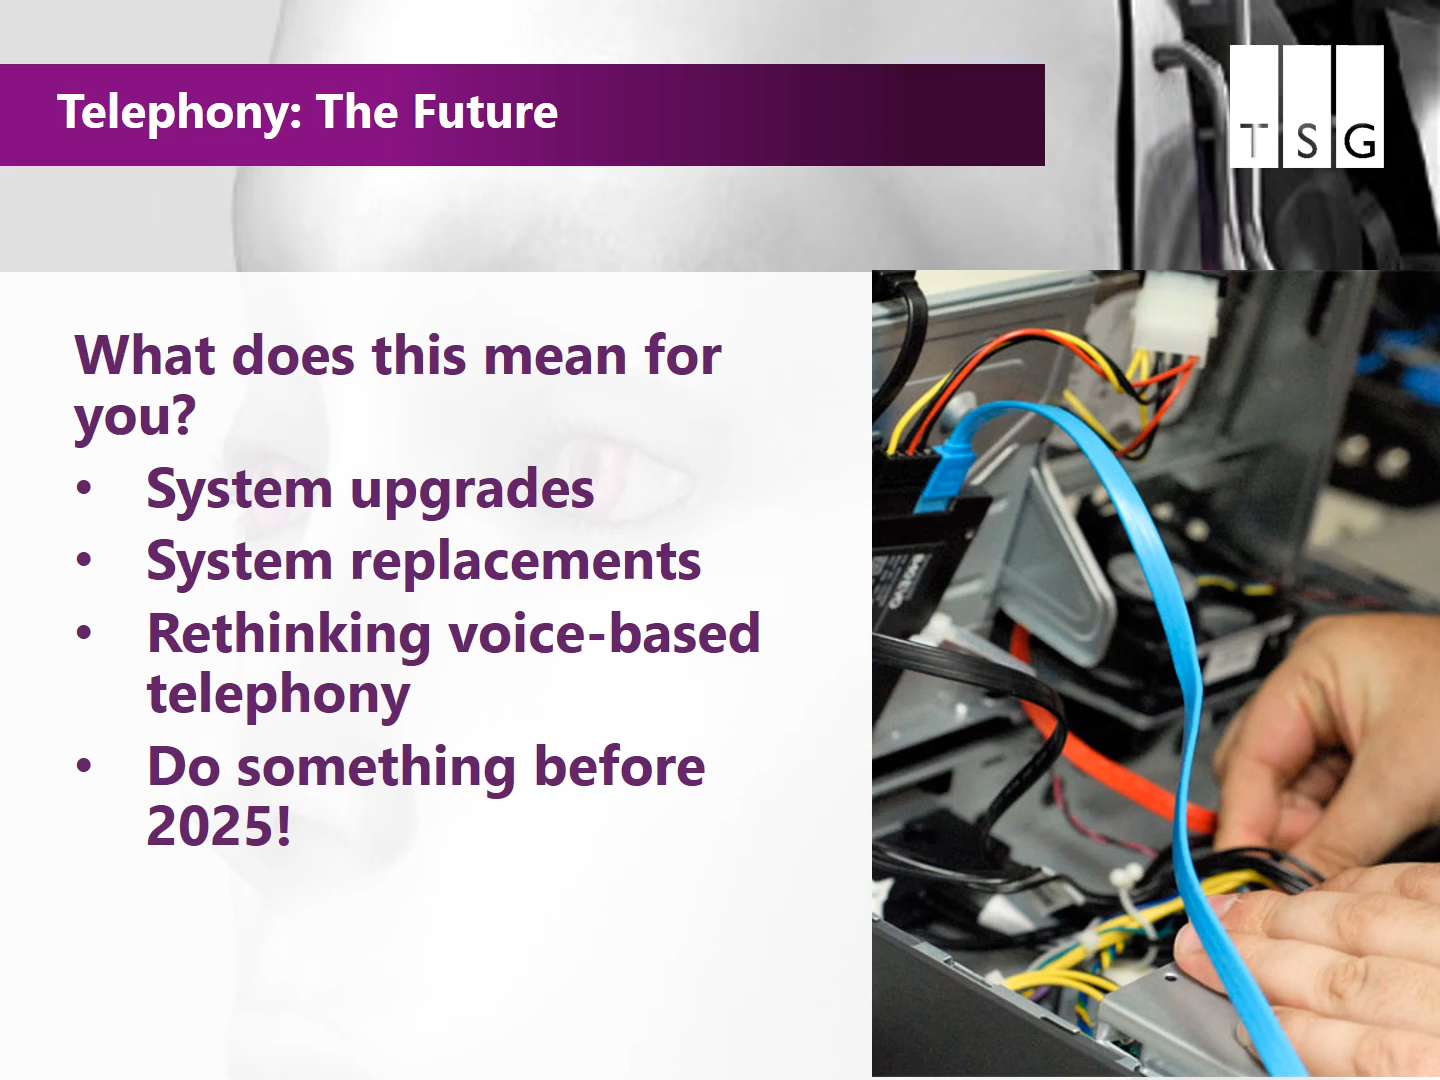 Telephony: The Future
T S G
What does this mean for
you?
• System upgrades
• System replacements
• Rethinking voice-based
telephony
• Do something before
2025!